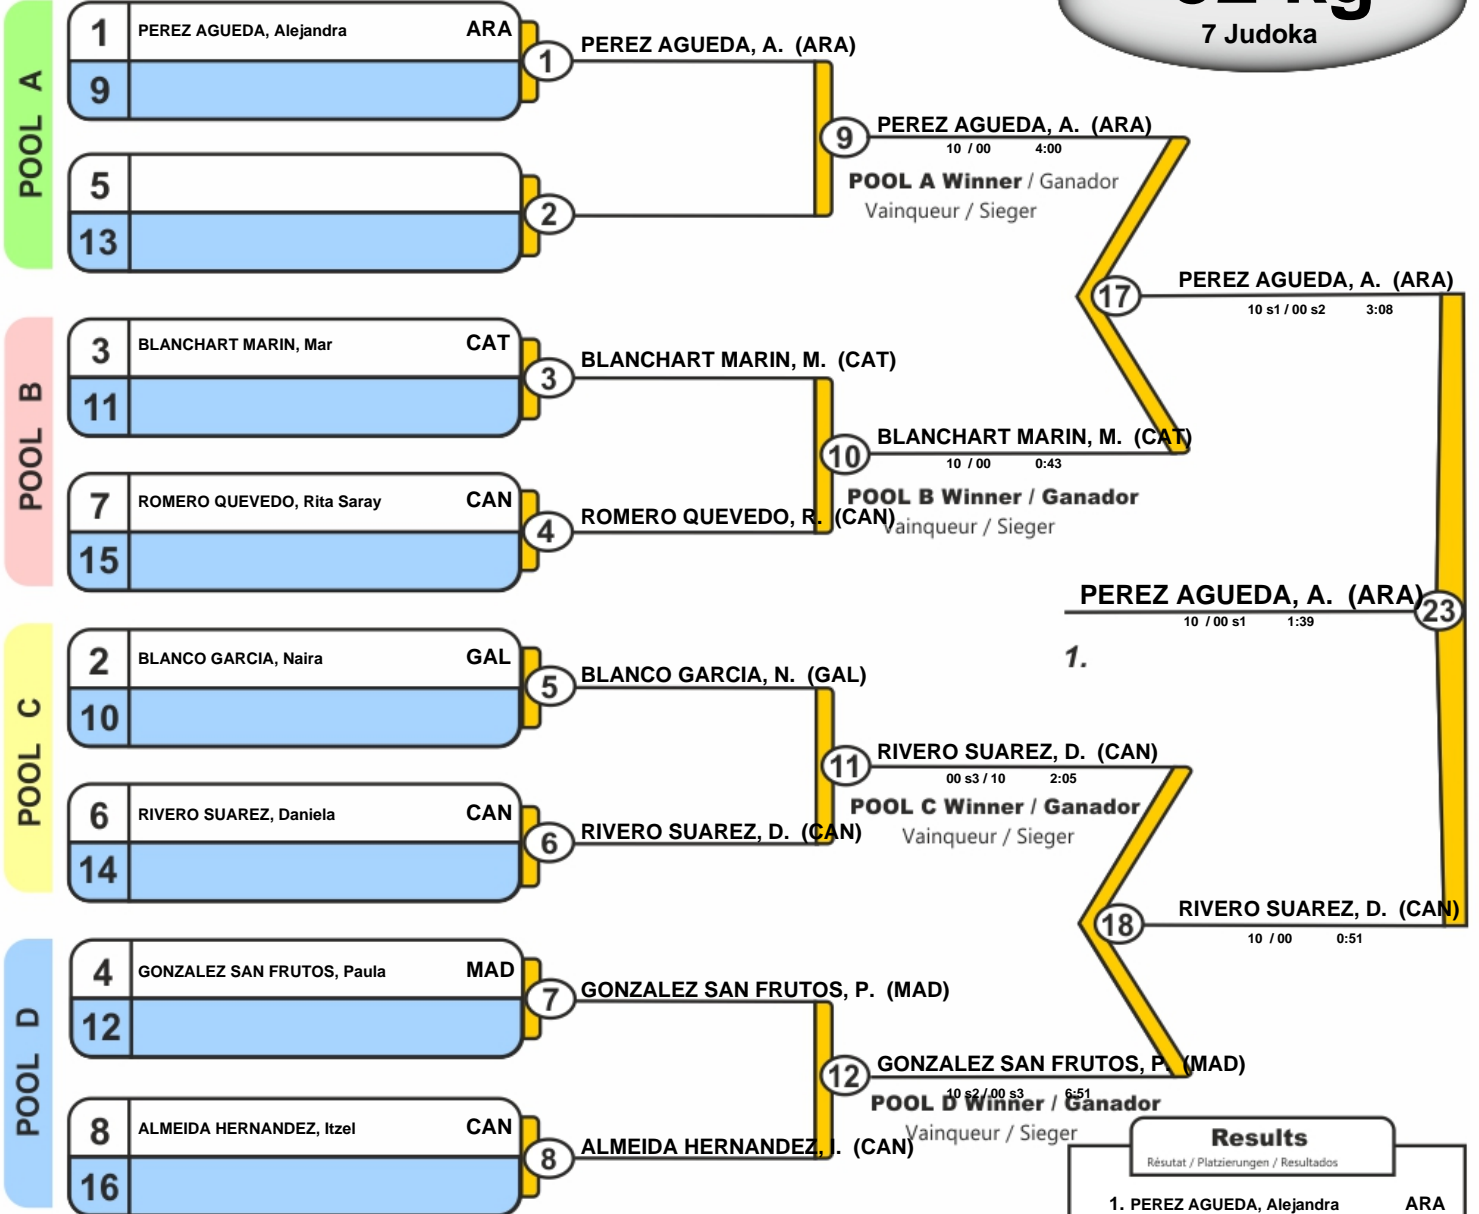 7 Judoka
POOL A
1 PEREZ AGUEDA, Alejandra ARA
9
5
13
1 PEREZ AGUEDA, A. (ARA)
2
9 PEREZ AGUEDA, A. (ARA)
10 / 00 4:00
POOL A Winner / Ganador
Vainqueur / Sieger
POOL B
3 BLANCHART MARIN, Mar CAT
11
7 ROMERO QUEVEDO, Rita Saray CAN
15
3 BLANCHART MARIN, M. (CAT)
4 ROMERO QUEVEDO, R. (CAN)
10 BLANCHART MARIN, M. (CAT)
10 / 00 0:43
POOL B Winner / Ganador
Vainqueur / Sieger
17 PEREZ AGUEDA, A. (ARA)
10 s1 / 00 s2 3:08
PEREZ AGUEDA, A. (ARA) 23
10 / 00 s1 1:39
1.
POOL C
2 BLANCO GARCIA, Naira GAL
10
6 RIVERO SUAREZ, Daniela CAN
14
5 BLANCO GARCIA, N. (GAL)
6 RIVERO SUAREZ, D. (CAN)
11 RIVERO SUAREZ, D. (CAN)
00 s3 / 10 2:05
POOL C Winner / Ganador
Vainqueur / Sieger
18 RIVERO SUAREZ, D. (CAN)
10 / 00 0:51
POOL D
4 GONZALEZ SAN FRUTOS, Paula MAD
12
8 ALMEIDA HERNANDEZ, Itzel CAN
16
7 GONZALEZ SAN FRUTOS, P. (MAD)
8 ALMEIDA HERNANDEZ, I. (CAN)
12 GONZALEZ SAN FRUTOS, P. (MAD)
10 s2 / 00 s3 6:51
POOL D Winner / Ganador
Vainqueur / Sieger
Results
Résutat / Platzierungen / Resultados
1. PEREZ AGUEDA, Alejandra ARA